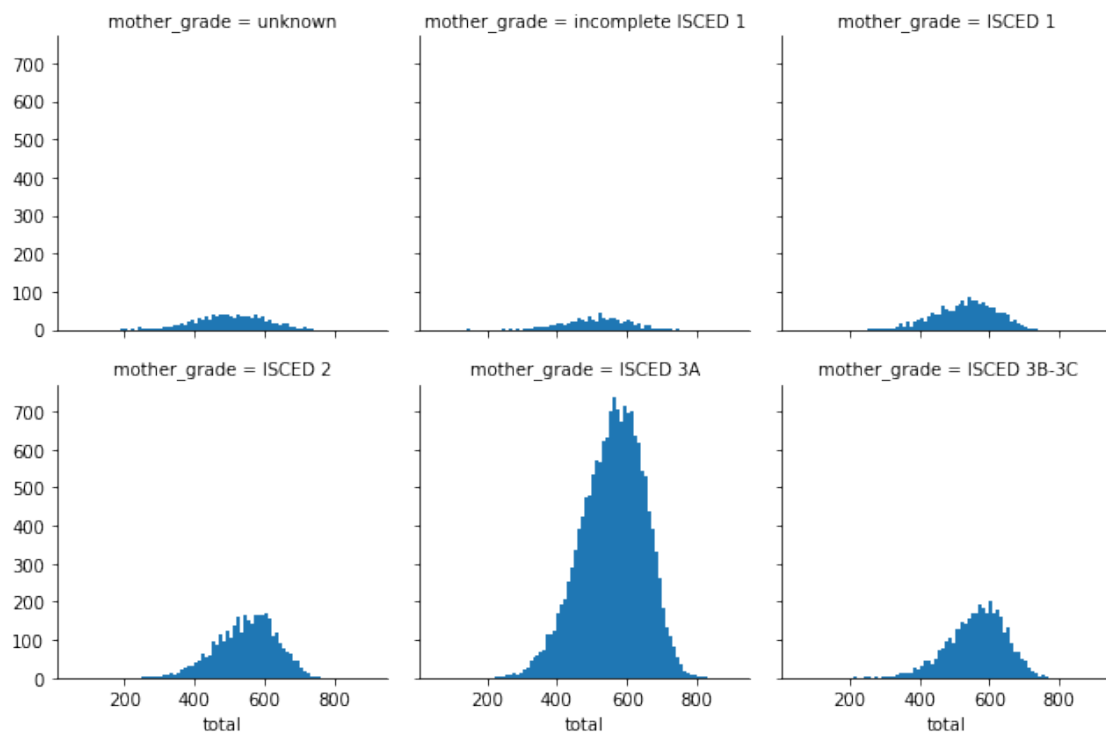 mother_grade = unknown
mother_grade = incomplete ISCED 1
mother_grade = ISCED 1
700
600
500
400
300
200
100
0
mother_grade = ISCED 2
mother_grade = ISCED 3A
mother_grade = ISCED 3B-3C
700
600
500
400
300
200
100
0
200 400 600 800
200 400 600 800
200 400 600 800
total
total
total